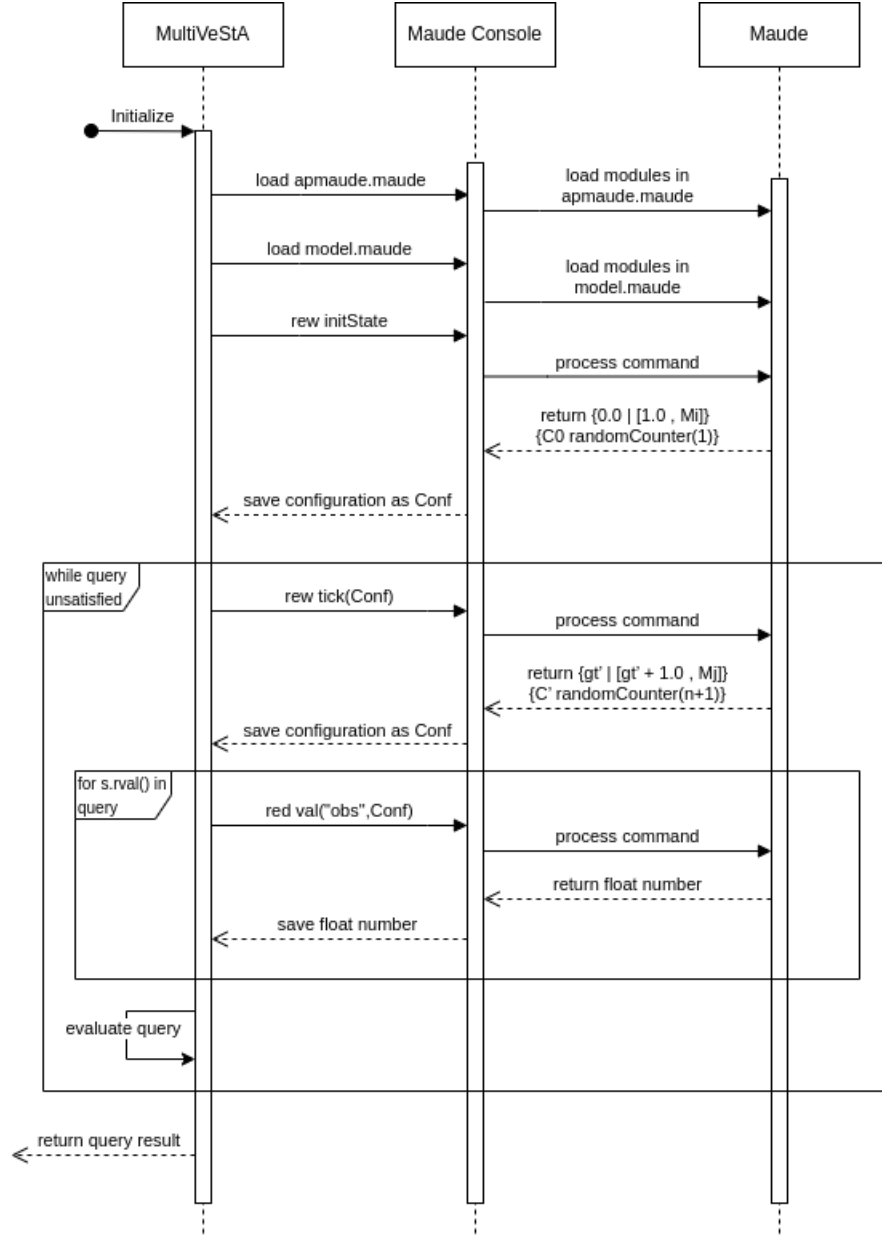 MultiVeStA
Maude Console
Maude
Initialize
load apmaude.maude
load modules in
apmaude.maude
load model.maude
load modules in
model.maude
rew initState
process command
return {0.0 | [1.0 , Mi]}
{C0 randomCounter(1)}
save configuration as Conf
while query
unsatisfied
rew tick(Conf)
process command
return {gt' | [gt' + 1.0 , Mj]}
{C' randomCounter(n+1)}
save configuration as Conf
for s.rval() in
query
red val("obs",Conf)
process command
return float number
save float number
evaluate query
return query result